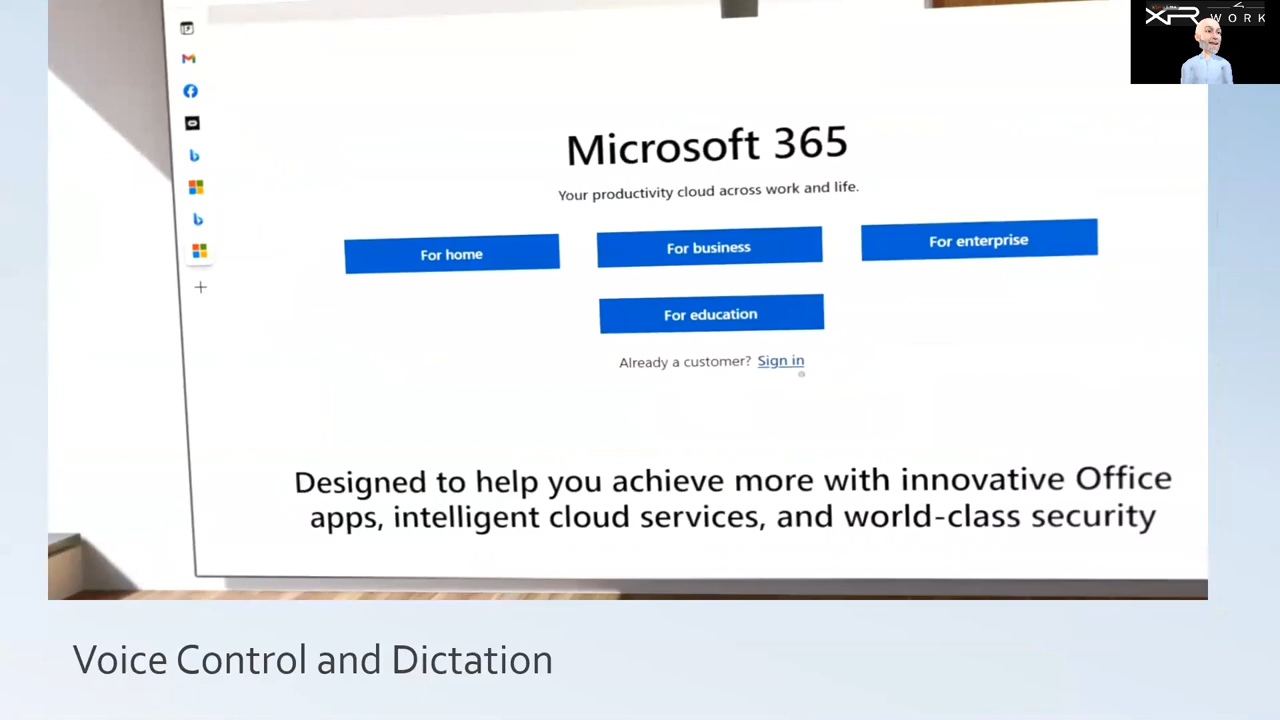 XR WORK
Microsoft 365
Your productivity cloud across work and life.
For home
For business
For enterprise
For education
Already a customer? Sign in
Designed to help you achieve more with innovative Office
apps, intelligent cloud services, and world-class security
Voice Control and Dictation